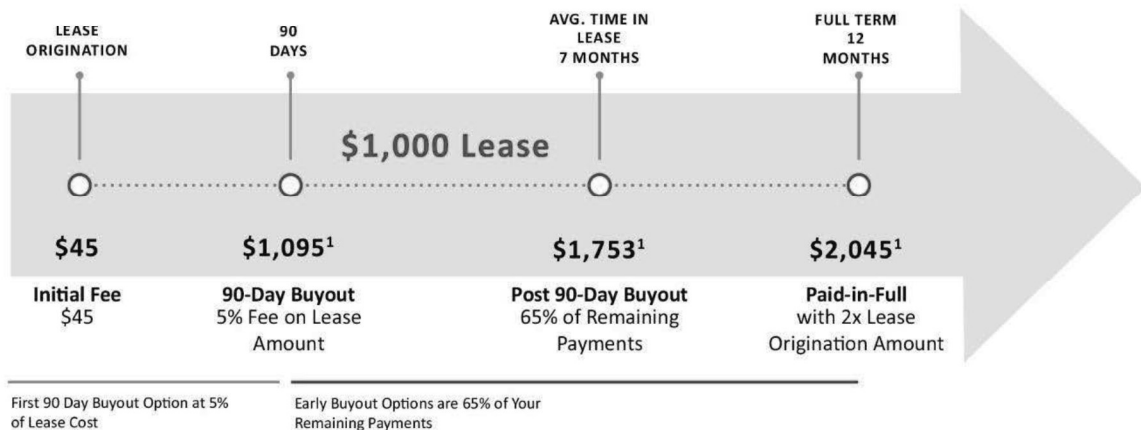 LEASE
ORIGINATION
90
DAYS
AVG. TIME IN
LEASE
7 MONTHS
FULL TERM
12
MONTHS
$1,000 Lease
$45
$1,095¹
$1,753¹
$2,045¹
Initial Fee
$45
90-Day Buyout
5% Fee on Lease
Amount
Post 90-Day Buyout
65% of Remaining
Payments
Paid-in-Full
with 2x Lease
Origination Amount
First 90 Day Buyout Option at 5%
of Lease Cost
Early Buyout Options are 65% of Your
Remaining Payments